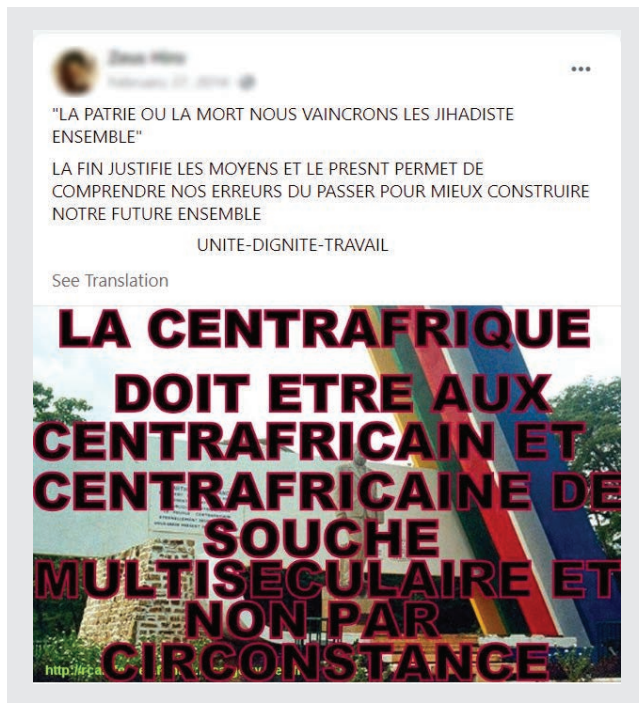 "LA PATRIE OU LA MORT NOUS VAINCRONS LES JIHADISTE
ENSEMBLE"
LA FIN JUSTIFIE LES MOYENS ET LE PRESNT PERMET DE
COMPRENDRE NOS ERREURS DU PASSER POUR MIEUX CONSTRUIRE
NOTRE FUTURE ENSEMBLE
UNITE-DIGNITE-TRAVAIL
See Translation
LA CENTRAFRIQUE
DOIT ETRE AUX
CENTRAFRICAIN ET
CENTRAFRICAINE DE
SOUCHE
MULTISECULAIRE ET
NON PAR
CIRCONSTANCE